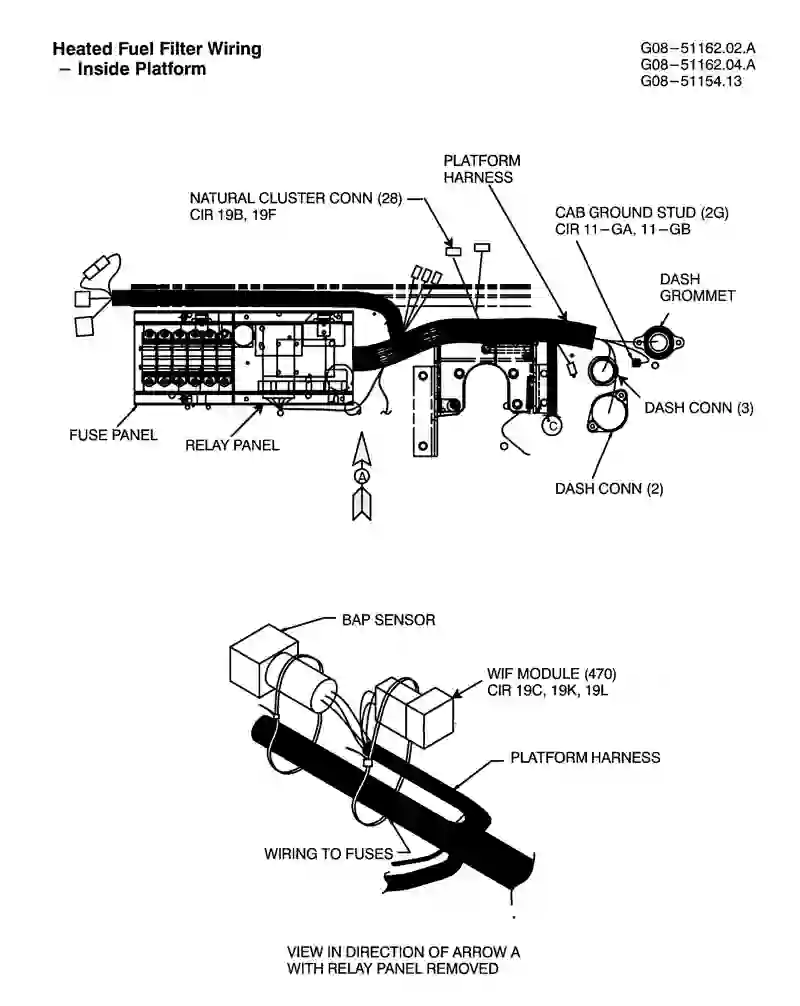 Heated Fuel Filter Wiring
– Inside Platform
G08–51162.02.A
G08–51162.04.A
G08–51154.13
PLATFORM
HARNESS
NATURAL CLUSTER CONN (28)
CIR 19B, 19F
CAB GROUND STUD (2G)
CIR 11–GA, 11–GB
DASH
GROMMET
DASH CONN (3)
FUSE PANEL
RELAY PANEL
C
A
DASH CONN (2)
BAP SENSOR
WIF MODULE (470)
CIR 19C, 19K, 19L
PLATFORM HARNESS
WIRING TO FUSES
VIEW IN DIRECTION OF ARROW A
WITH RELAY PANEL REMOVED